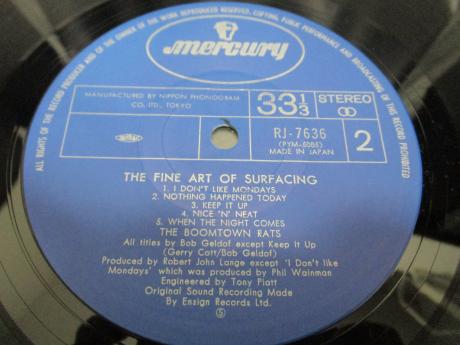 ALL RIGHTS OF THE RECORD PRODUCER AND OF THE OWNER OF THE WORK REPRODUCED RESERVED. COPYING, PUBLIC PERFORMANCE AND BROADCASTING OF THIS RECORD PROHIBITED
mercury
MANUFACTURED BY NIPPON PHONOGRAM
CO., LTD., TOKYO
33 1/3
STEREO
RJ-7636
(PYM-5085)
MADE IN JAPAN
2
THE FINE ART OF SURFACING
1. I DON'T LIKE MONDAYS
2. NOTHING HAPPENED TODAY
3. KEEP IT UP
4. NICE 'N' NEAT
5. WHEN THE NIGHT COMES
THE BOOMTOWN RATS
All titles by Bob Geldof except Keep It Up
(Gerry Cott/Bob Geldof)
Produced by Robert John Lange except 'I Don't like
Mondays' which was produced by Phil Wainman
Engineered by Tony Platt
Original Sound Recording Made
By Ensign Records Ltd.
S